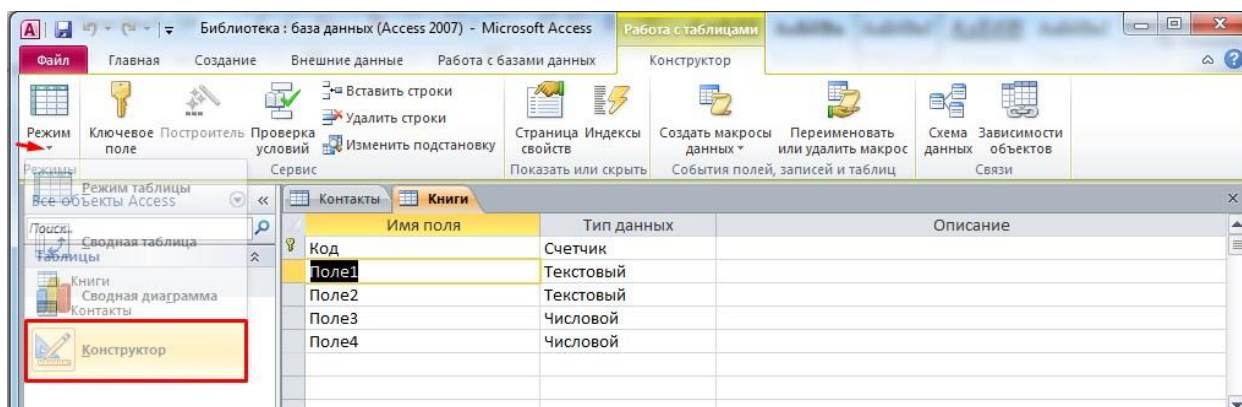 Библиотека : база данных (Access 2007) - Microsoft Access
Работа с таблицами
Файл Главная Создание Внешние данные Работа с базами данных Конструктор
Режим
Ключевое поле
Построитель
Проверка условий
Вставить строки
Удалить строки
Изменить подстановку
Страница свойств
Индексы
Создать макросы данных
Переименовать или удалить макрос
Схема данных
Зависимости объектов
Режимы Сервис Показать или скрыть События полей, записей и таблиц Связи
Режим таблицы
Все объекты Access
Поиск...
Сводная таблица
Таблицы
Книги
Сводная диаграмма
Контакты
Конструктор
Контакты Книги
Имя поля Тип данных Описание
Код Счетчик
Поле1 Текстовый
Поле2 Текстовый
Поле3 Числовой
Поле4 Числовой